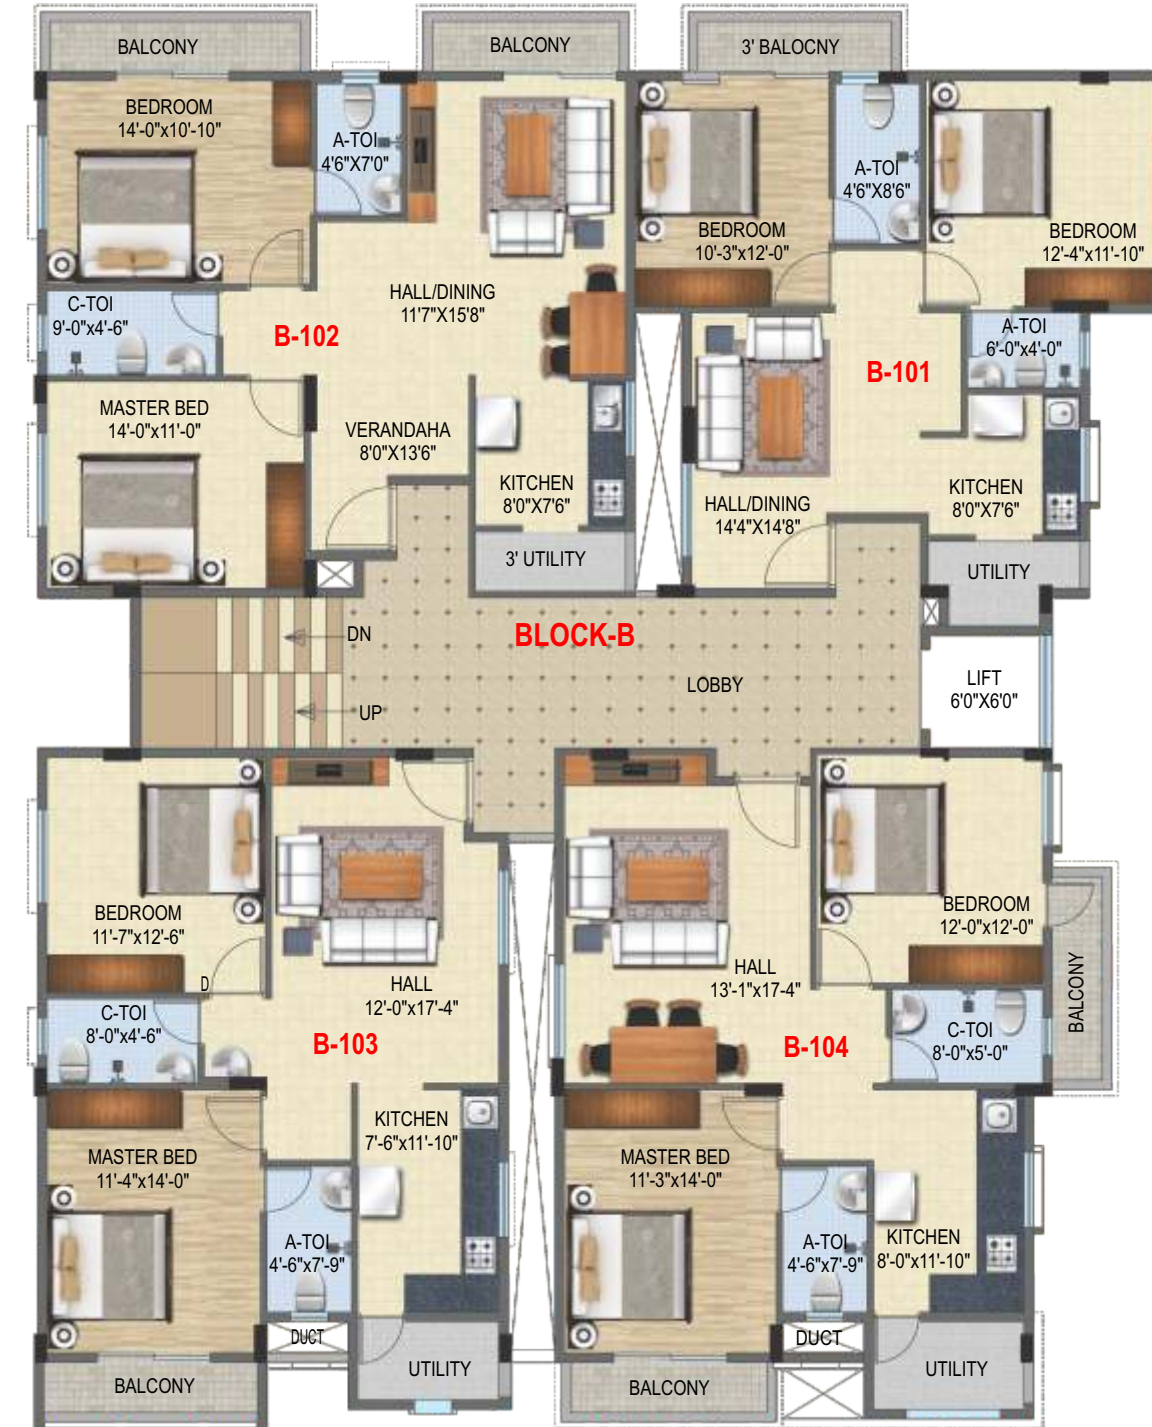 BALCONY
BALCONY
3' BALOCNY
BEDROOM
14'-0"x10'-10"
A-TOI
4'6"X7'0"
A-TOI
4'6"X8'6"
BEDROOM
10'-3"x12'-0"
BEDROOM
12'-4"x11'-10"
C-TOI
9'-0"x4'-6"
HALL/DINING
11'7"X15'8"
B-102
A-TOI
6'-0"x4'-0"
B-101
MASTER BED
14'-0"x11'-0"
VERANDAHA
8'0"X13'6"
KITCHEN
8'0"X7'6"
HALL/DINING
14'4"X14'8"
KITCHEN
8'0"X7'6"
3' UTILITY
UTILITY
DN
BLOCK-B
LOBBY
LIFT
6'0"X6'0"
UP
BEDROOM
11'-7"x12'-6"
D
HALL
12'-0"x17'-4"
HALL
13'-1"x17-4"
BEDROOM
12'-0"x12'-0"
BALCONY
C-TOI
8'-0"x4'-6"
B-103
B-104
C-TOI
8'-0"x5'-0"
KITCHEN
7'-6"x11'-10"
MASTER BED
11'-4"x14'-0"
MASTER BED
11'-3"x14'-0"
A-TOI
4'-6"x7'-9"
A-TOI
4'-6"x7'-9"
KITCHEN
8'-0"x11'-10"
DUCT
DUCT
UTILITY
UTILITY
BALCONY
BALCONY